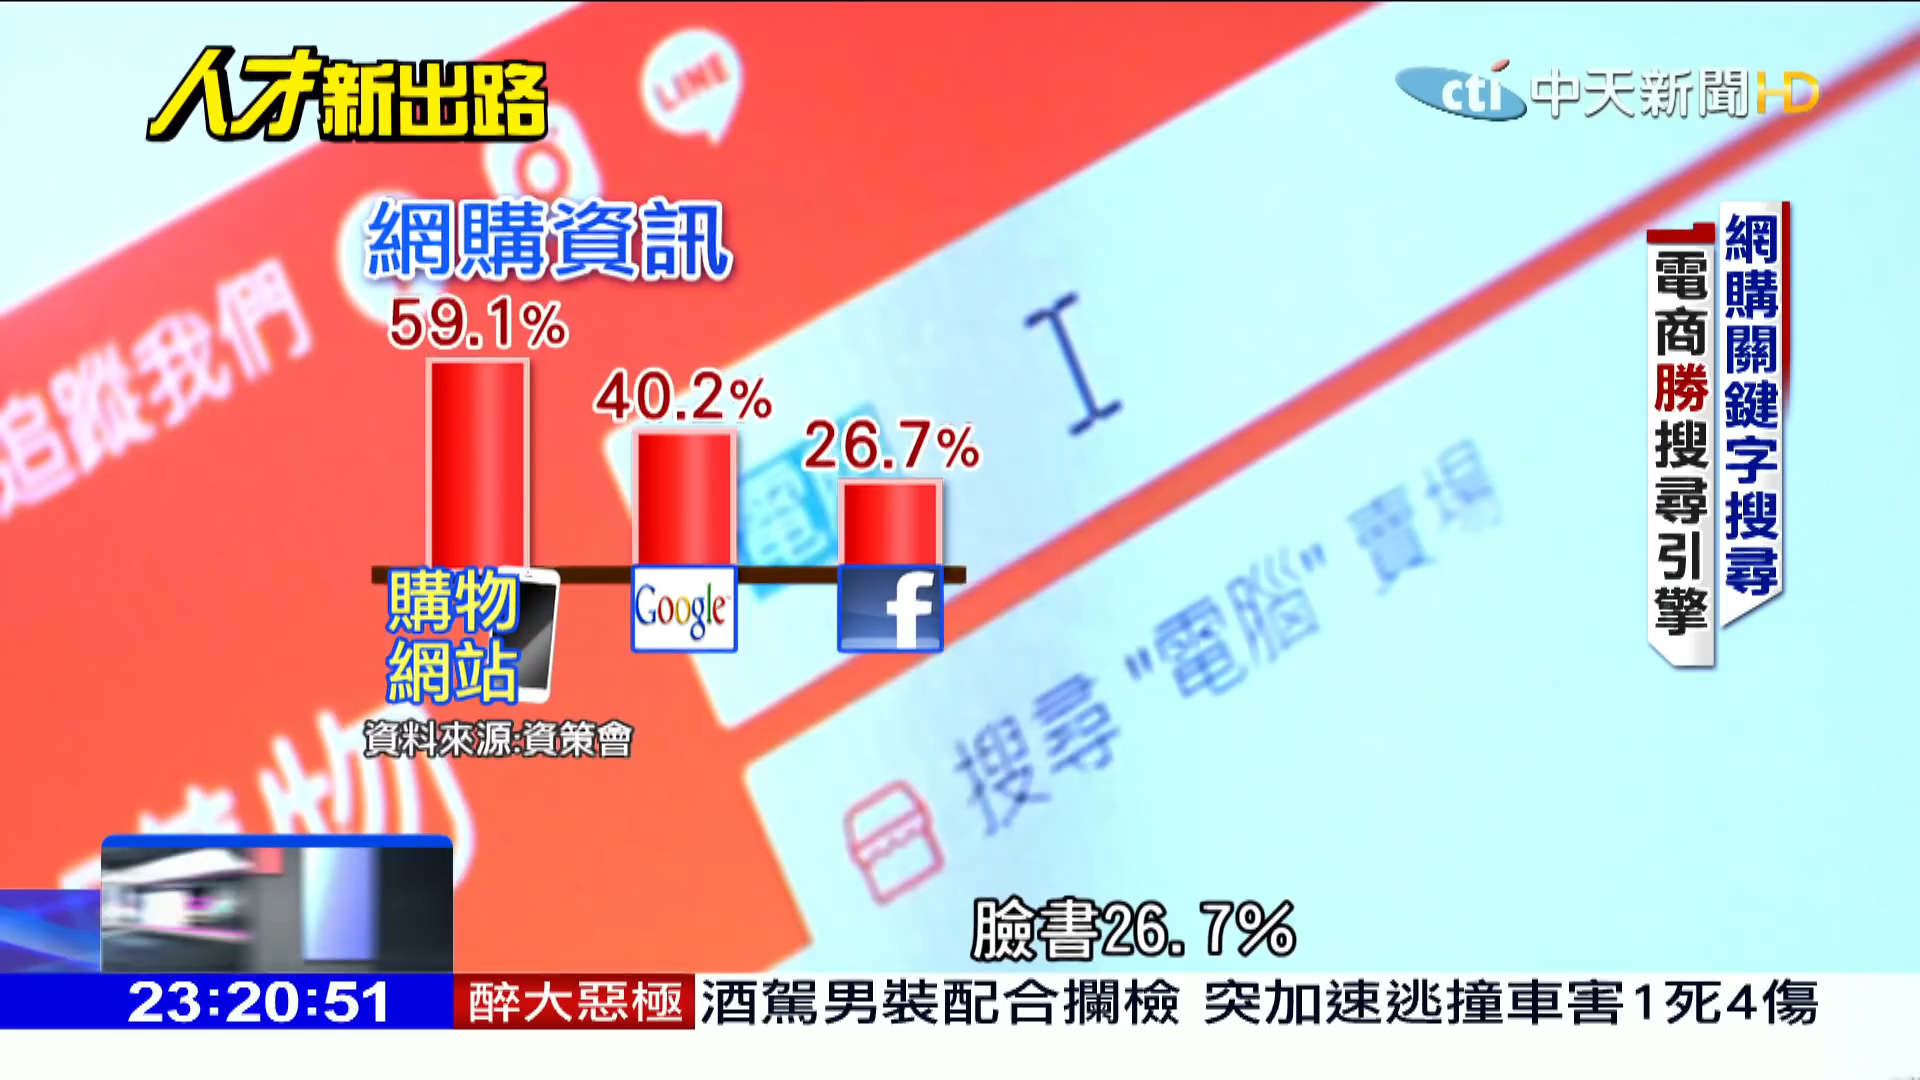 人才新出路
LINE
cti 中天新聞HD
網購資訊
59.1%
40.2%
26.7%
購物
網站
Google
f
資料來源:資策會
網購關鍵字搜尋
電商勝搜尋引擎
追蹤我們
搜尋 "電腦" 賣場
物
臉書26.7%
23:20:51
醉大惡極
酒駕男裝配合攔檢 突加速逃撞車害1死4傷